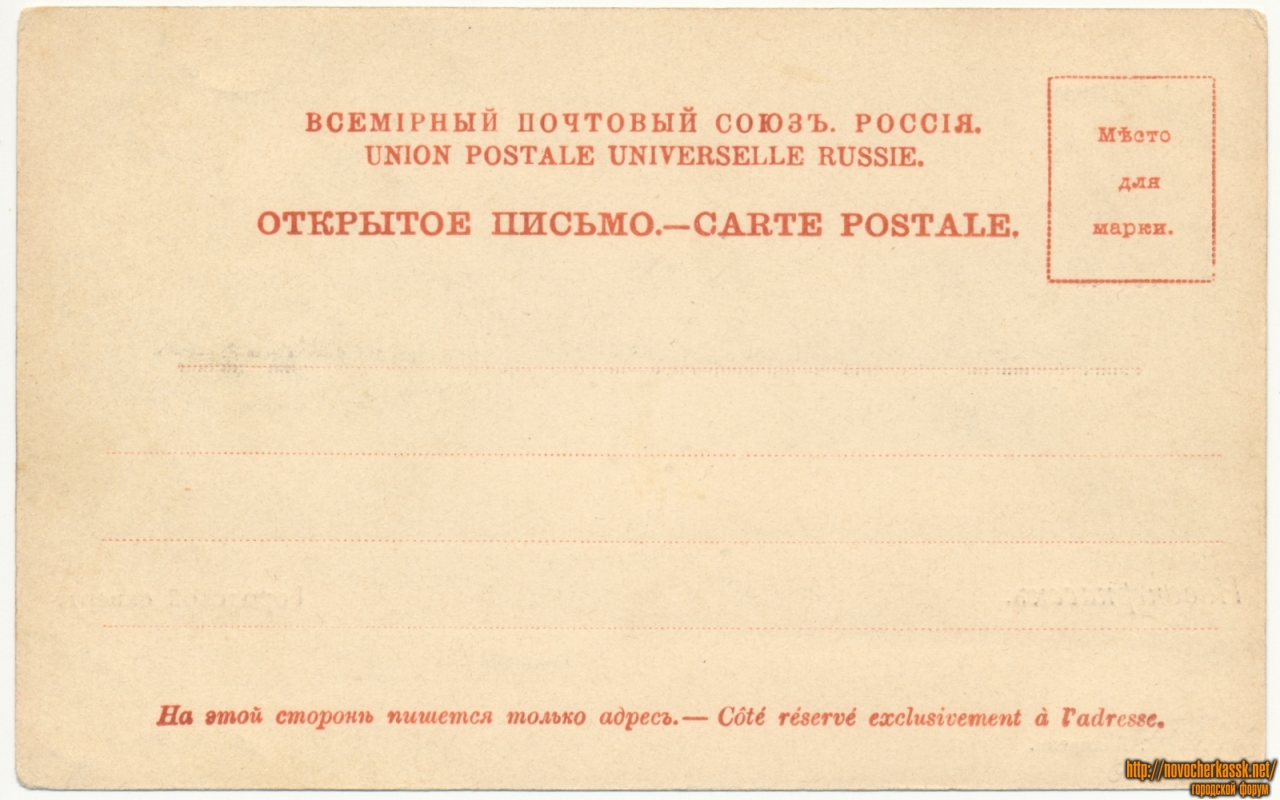 ВСЕМІРНЫЙ ПОЧТОВЫЙ СОЮЗЪ. РОССІЯ.
UNION POSTALE UNIVERSELLE RUSSIE.
ОТКРЫТОЕ ПИСЬМО.—CARTE POSTALE.
Мѣсто
для
марки.
На этой сторонѣ пишется только адресъ.— Côté réservé exclusivement à l'adresse.
http://novocherkassk.net/
городской форум